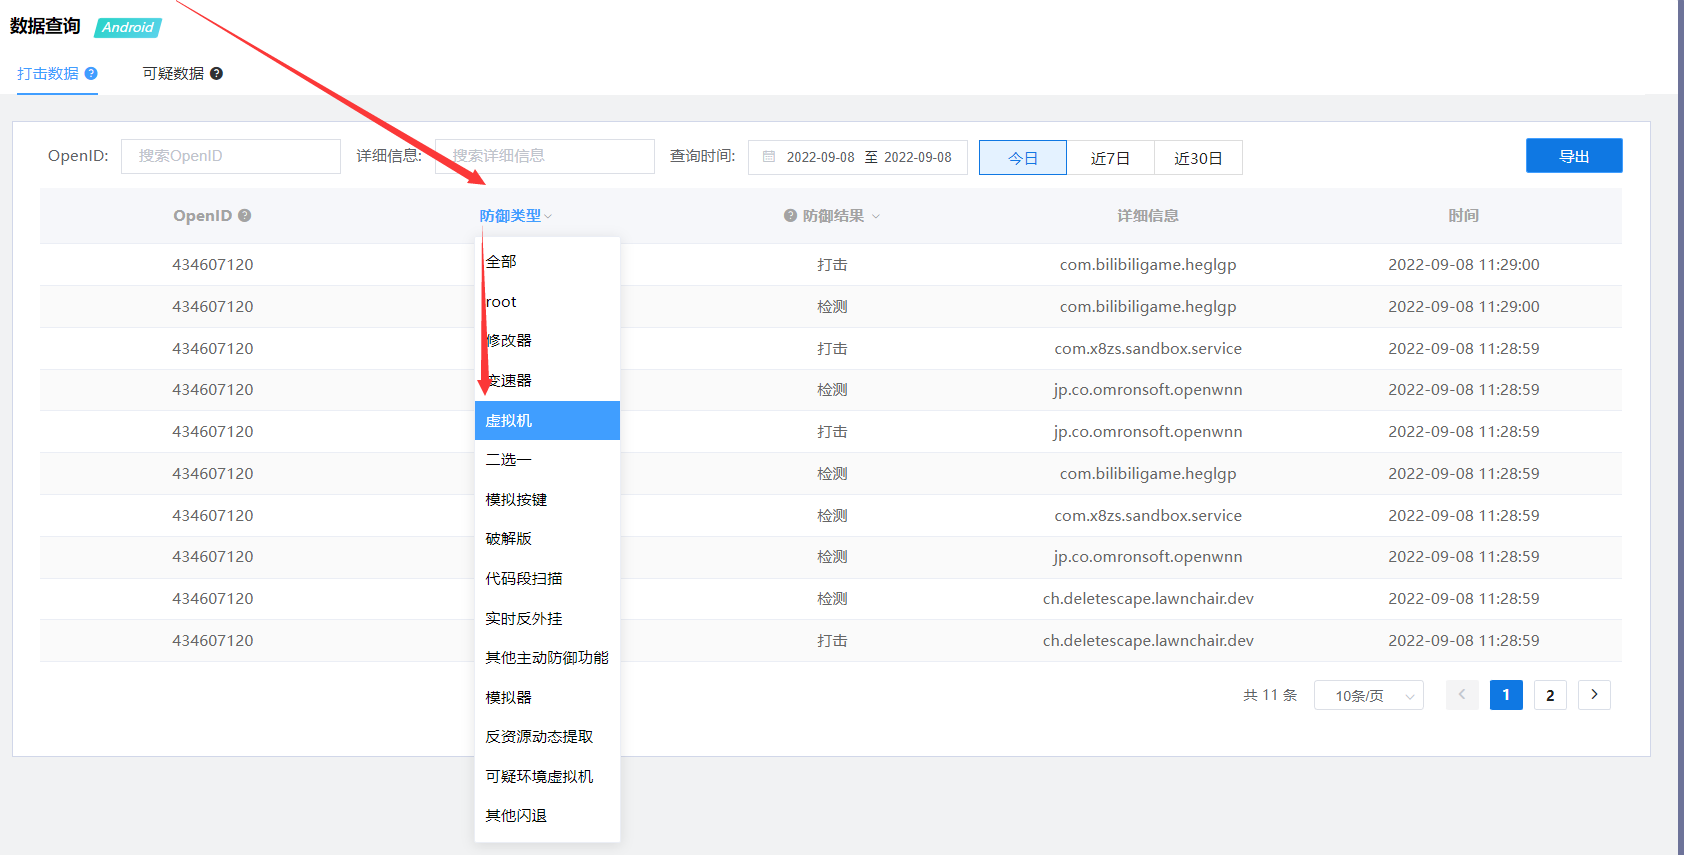 数据查询 Android
打击数据 ? 可疑数据 ?
OpenID: 搜索OpenID 详细信息: 搜索详细信息 查询时间: 2022-09-08 至 2022-09-08 今日 近7日 近30日 导出
OpenID ? 防御类型 ? 防御结果 详细信息 时间
434607120 打击 com.bilibiligame.heglgp 2022-09-08 11:29:00
434607120 检测 com.bilibiligame.heglgp 2022-09-08 11:29:00
434607120 打击 com.x8zs.sandbox.service 2022-09-08 11:28:59
434607120 检测 jp.co.omronsoft.openwnn 2022-09-08 11:28:59
434607120 打击 jp.co.omronsoft.openwnn 2022-09-08 11:28:59
434607120 检测 com.bilibiligame.heglgp 2022-09-08 11:28:59
434607120 检测 com.x8zs.sandbox.service 2022-09-08 11:28:59
434607120 检测 jp.co.omronsoft.openwnn 2022-09-08 11:28:59
434607120 检测 ch.deletescape.lawnchair.dev 2022-09-08 11:28:59
434607120 打击 ch.deletescape.lawnchair.dev 2022-09-08 11:28:59
全部
root
修改器
变速器
虚拟机
二选一
模拟按键
破解版
代码段扫描
实时反外挂
其他主动防御功能
模拟器
反资源动态提取
可疑环境虚拟机
其他闪退
共 11 条 10条/页 < 1 2 >